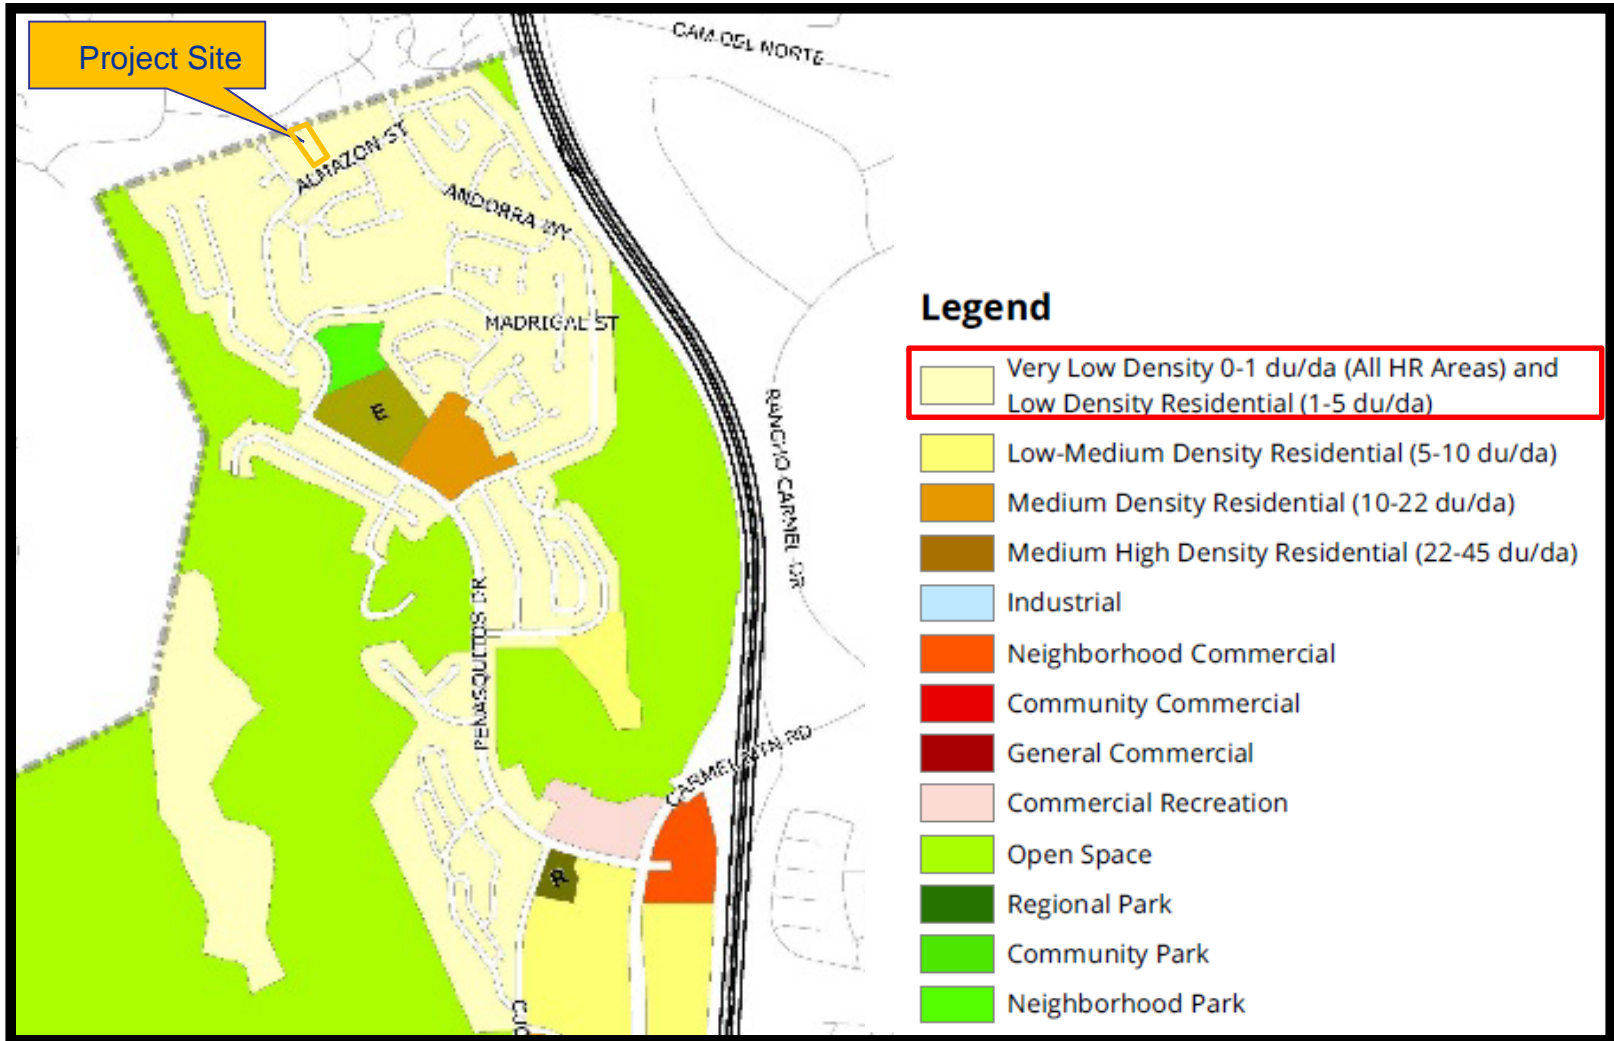 Project Site
CAM DEL NORTE
ALMAZON ST
ANDORRA WY
MADRIGAL ST
E
RANCHO CARMEL DR
PENASQUITOS DR
CARMEL MTN RD
R
Legend
Very Low Density 0-1 du/da (All HR Areas) and
Low Density Residential (1-5 du/da)
Low-Medium Density Residential (5-10 du/da)
Medium Density Residential (10-22 du/da)
Medium High Density Residential (22-45 du/da)
Industrial
Neighborhood Commercial
Community Commercial
General Commercial
Commercial Recreation
Open Space
Regional Park
Community Park
Neighborhood Park